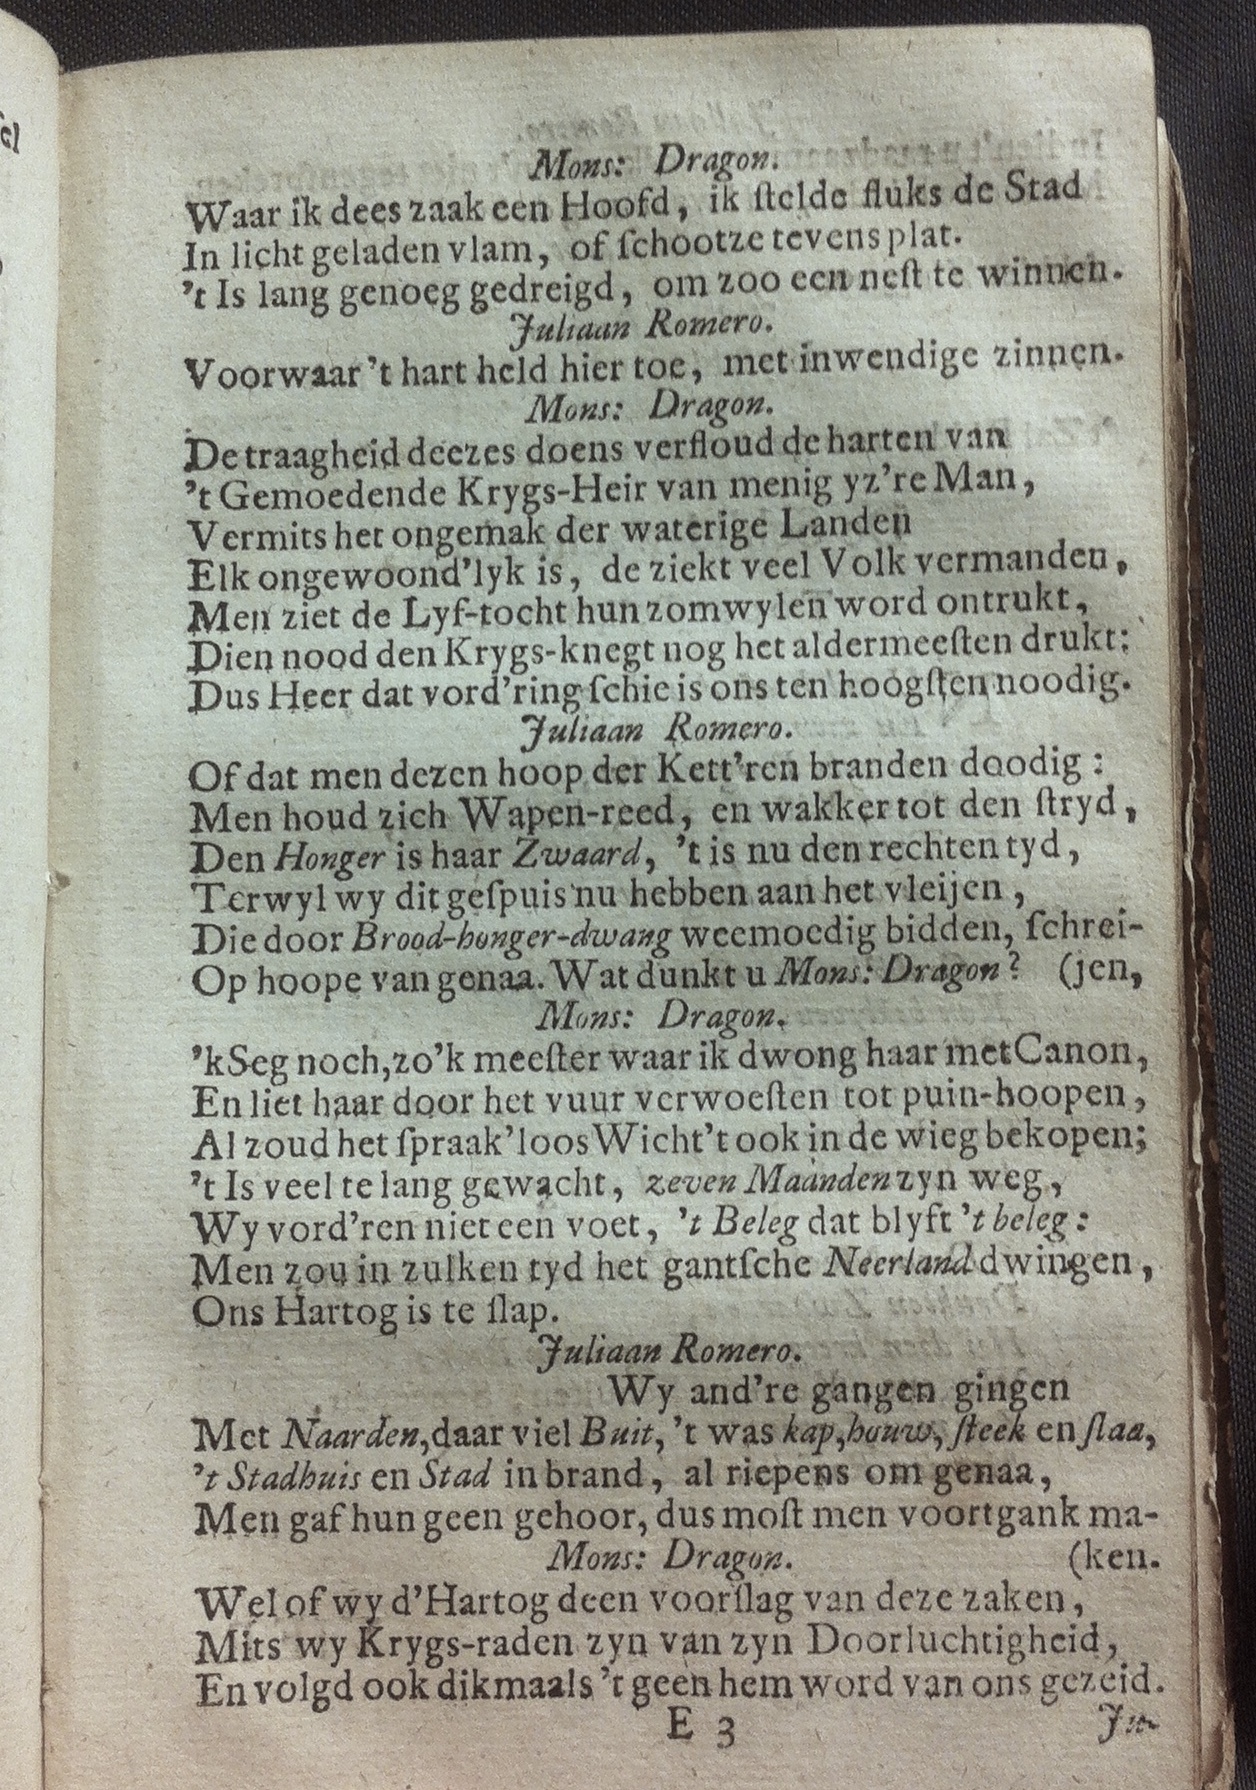 Mons: Dragon.
Waar ik dees zaak een Hoofd, ik ſtelde fluks de Stad
In licht geladen vlam, of ſchootze tevens plat.
't Is lang genoeg gedreigd, om zoo een neſt te winnen.
Juliaan Romero.
Voorwaar 't hart held hier toe, met inwendige zinnen.
Mons: Dragon.
De traagheid deezes doens verfloud de harten van
't Gemoedende Krygs-Heir van menig yz're Man,
Vermits het ongemak der waterige Landen
Elk ongewoond'lyk is, de ziekt veel Volk vermanden,
Men ziet de Lyf-tocht hun zomwylen word ontrukt,
Dien nood den Krygs-knegt nog het aldermeeſten drukt:
Dus Heer dat vord'ring ſchie is ons ten hoogſten noodig.
Juliaan Romero.
Of dat men dezen hoop der Kett'ren branden doodig:
Men houd zich Wapen-reed, en wakker tot den ſtryd,
Den Honger is haar Zwaard, 't is nu den rechten tyd,
Terwyl wy dit geſpuis nu hebben aan het vleijen,
Die door Brood-honger-dwang weemoedig bidden, ſchrei-
Op hoope van genaa. Wat dunkt u Mons: Dragon? (jen,
Mons: Dragon.
'k Seg noch, zo'k meeſter waar ik dwong haar met Canon,
En liet haar door het vuur verwoeſten tot puin-hoopen,
Al zoud het ſpraak'loos Wicht 't ook in de wieg bekopen;
't Is veel te lang gewacht, zeven Maanden zyn weg,
Wy vord'ren niet een voet, 't Beleg dat blyft 't beleg:
Men zou in zulken tyd het gantſche Neerland dwingen,
Ons Hartog is te ſlap.
Juliaan Romero.
Wy and're gangen gingen
Met Naarden, daar viel Buit, 't was kap, houw, ſteek en ſlaa,
't Stadhuis en Stad in brand, al riepens om genaa,
Men gaf hun geen gehoor, dus moſt men voortgank ma-
Mons: Dragon. (ken.
Wel of wy d'Hartog deen voorſlag van deze zaken,
Mits wy Krygs-raden zyn van zyn Doorluchtigheid,
En volgd ook dikmaals 't geen hem word van ons gezeid.
E 3 Ju-